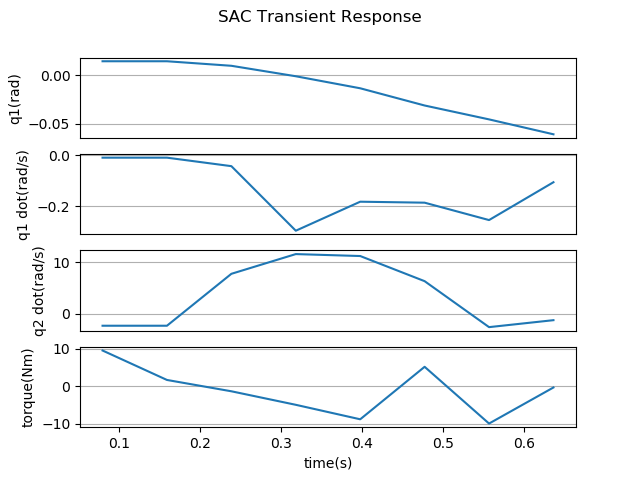 SAC Transient Response
q1(rad)
0.00
−0.05
q1 dot(rad/s)
0.0
−0.2
q2 dot(rad/s)
10
0
torque(Nm)
10
0
−10
0.1 0.2 0.3 0.4 0.5 0.6
time(s)